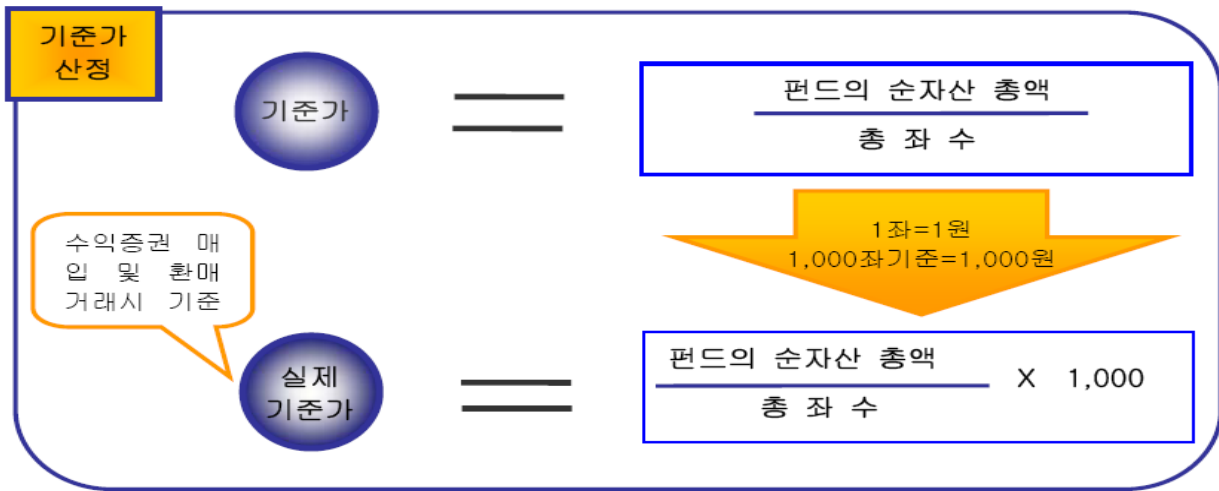 기준가
산정
기준가
펀드의 순자산 총액
총 좌 수
1좌=1원
1,000좌기준=1,000원
수익증권 매
입 및 환매
거래시 기준
실제
기준가
펀드의 순자산 총액
총 좌 수
X 1,000